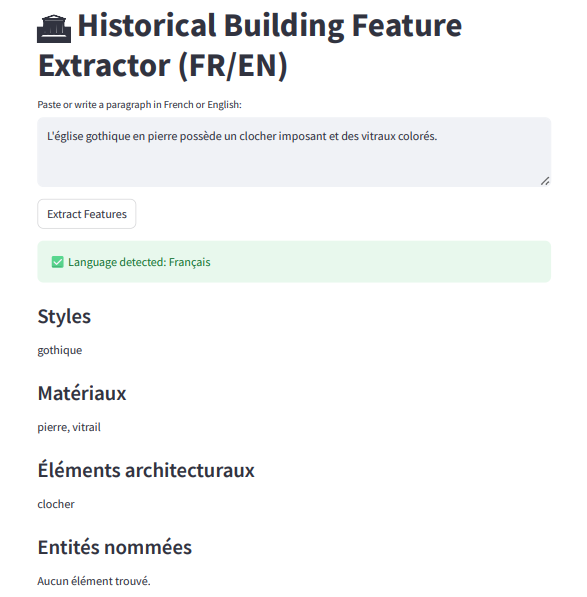 Historical Building Feature
Extractor (FR/EN)
Paste or write a paragraph in French or English:
L'église gothique en pierre possède un clocher imposant et des vitraux colorés.
Extract Features
Language detected: Français
Styles
gothique
Matériaux
pierre, vitrail
Éléments architecturaux
clocher
Entités nommées
Aucun élément trouvé.